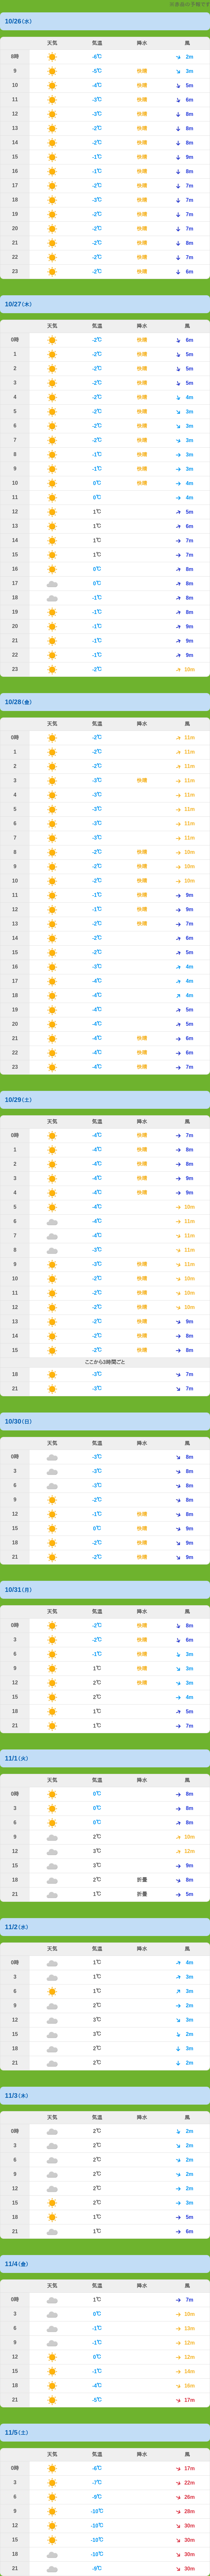 ※直前の予報です
10/26(水)
天気 気温 降水 風
8時 -6℃ 2m
9 -5℃ 快晴 3m
10 -4℃ 快晴 5m
11 -3℃ 快晴 6m
12 -3℃ 快晴 8m
13 -2℃ 快晴 8m
14 -2℃ 快晴 8m
15 -1℃ 快晴 9m
16 -1℃ 快晴 8m
17 -2℃ 快晴 7m
18 -3℃ 快晴 7m
19 -2℃ 快晴 7m
20 -2℃ 快晴 7m
21 -2℃ 快晴 8m
22 -2℃ 快晴 7m
23 -2℃ 快晴 6m
10/27(木)
天気 気温 降水 風
0時 -2℃ 快晴 6m
1 -2℃ 快晴 5m
2 -2℃ 快晴 5m
3 -2℃ 快晴 5m
4 -2℃ 快晴 4m
5 -2℃ 快晴 3m
6 -2℃ 快晴 3m
7 -2℃ 快晴 3m
8 -1℃ 快晴 3m
9 -1℃ 快晴 3m
10 0℃ 快晴 4m
11 0℃ 4m
12 1℃ 5m
13 1℃ 6m
14 1℃ 7m
15 1℃ 7m
16 0℃ 8m
17 0℃ 8m
18 -1℃ 8m
19 -1℃ 8m
20 -1℃ 9m
21 -1℃ 9m
22 -1℃ 9m
23 -2℃ 10m
10/28(金)
天気 気温 降水 風
0時 -2℃ 11m
1 -2℃ 11m
2 -2℃ 11m
3 -3℃ 快晴 11m
4 -3℃ 11m
5 -3℃ 11m
6 -3℃ 11m
7 -3℃ 11m
8 -2℃ 快晴 10m
9 -2℃ 快晴 10m
10 -2℃ 快晴 10m
11 -1℃ 快晴 9m
12 -1℃ 快晴 9m
13 -2℃ 快晴 7m
14 -2℃ 6m
15 -2℃ 5m
16 -3℃ 4m
17 -4℃ 4m
18 -4℃ 4m
19 -4℃ 5m
20 -4℃ 5m
21 -4℃ 快晴 6m
22 -4℃ 快晴 6m
23 -4℃ 快晴 7m
10/29(土)
天気 気温 降水 風
0時 -4℃ 快晴 7m
1 -4℃ 快晴 8m
2 -4℃ 快晴 8m
3 -4℃ 快晴 9m
4 -4℃ 快晴 9m
5 -4℃ 10m
6 -4℃ 11m
7 -4℃ 11m
8 -3℃ 11m
9 -3℃ 快晴 11m
10 -2℃ 快晴 10m
11 -2℃ 快晴 10m
12 -2℃ 快晴 10m
13 -2℃ 9m
14 -2℃ 8m
15 -2℃ 8m
ここから3時間ごと
18 -3℃ 7m
21 -3℃ 7m
10/30(日)
天気 気温 降水 風
0時 -3℃ 8m
3 -3℃ 8m
6 -3℃ 8m
9 -2℃ 8m
12 -1℃ 快晴 8m
15 0℃ 快晴 9m
18 -2℃ 快晴 9m
21 -2℃ 快晴 9m
10/31(月)
天気 気温 降水 風
0時 -2℃ 快晴 8m
3 -2℃ 快晴 6m
6 -1℃ 快晴 3m
9 1℃ 快晴 3m
12 2℃ 快晴 3m
15 2℃ 4m
18 1℃ 5m
21 1℃ 7m
11/1(火)
天気 気温 降水 風
0時 0℃ 8m
3 0℃ 8m
6 0℃ 8m
9 2℃ 10m
12 3℃ 12m
15 3℃ 9m
18 2℃ 折曇 8m
21 1℃ 折曇 5m
11/2(水)
天気 気温 降水 風
0時 1℃ 4m
3 1℃ 3m
6 1℃ 3m
9 2℃ 2m
12 3℃ 3m
15 3℃ 2m
18 2℃ 3m
21 2℃ 2m
11/3(木)
天気 気温 降水 風
0時 2℃ 2m
3 2℃ 2m
6 2℃ 2m
9 2℃ 2m
12 2℃ 2m
15 2℃ 3m
18 1℃ 5m
21 1℃ 6m
11/4(金)
天気 気温 降水 風
0時 1℃ 7m
3 0℃ 10m
6 -1℃ 13m
9 -1℃ 12m
12 0℃ 12m
15 -1℃ 14m
18 -4℃ 16m
21 -5℃ 17m
11/5(土)
天気 気温 降水 風
0時 -6℃ 17m
3 -7℃ 22m
6 -9℃ 26m
9 -10℃ 28m
12 -10℃ 30m
15 -10℃ 30m
18 -10℃ 30m
21 -9℃ 30m